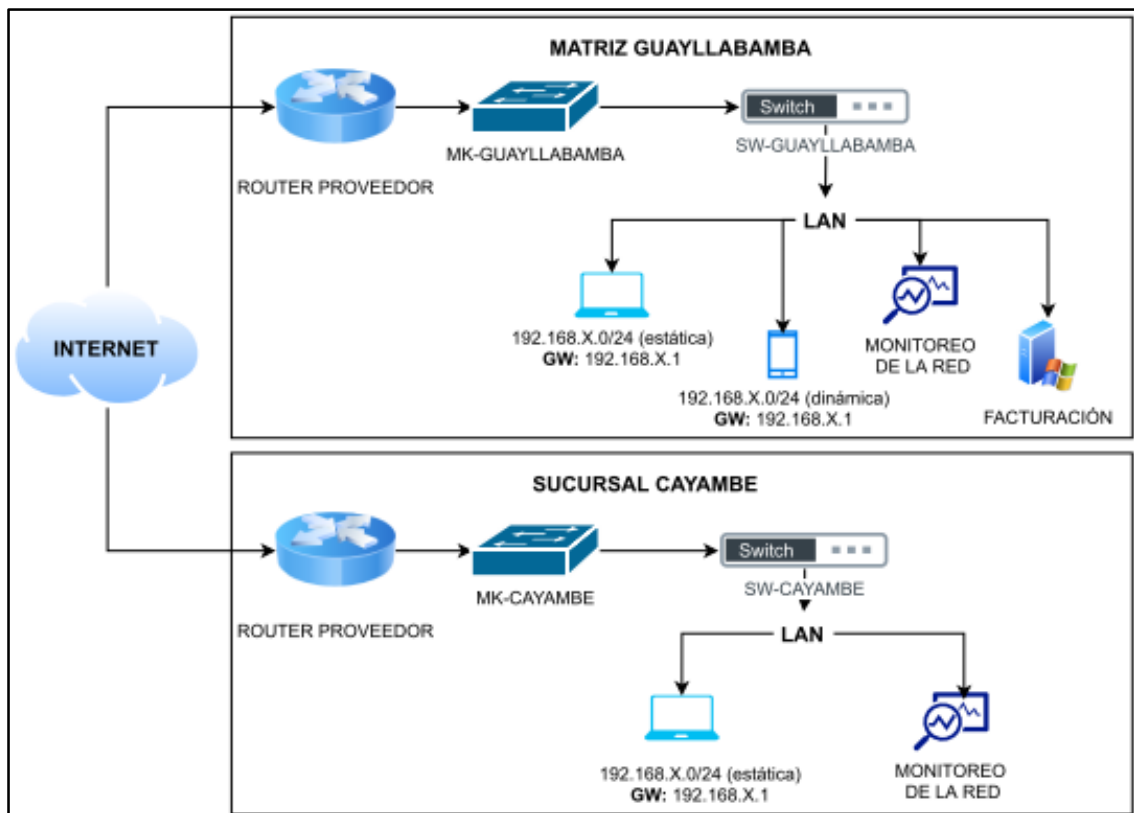 MATRIZ GUAYLLABAMBA
ROUTER PROVEEDOR
MK-GUAYLLABAMBA
Switch
SW-GUAYLLABAMBA
LAN
192.168.X.0/24 (estática)
GW: 192.168.X.1
192.168.X.0/24 (dinámica)
GW: 192.168.X.1
MONITOREO
DE LA RED
FACTURACIÓN
INTERNET
SUCURSAL CAYAMBE
ROUTER PROVEEDOR
MK-CAYAMBE
Switch
SW-CAYAMBE
LAN
192.168.X.0/24 (estática)
GW: 192.168.X.1
MONITOREO
DE LA RED